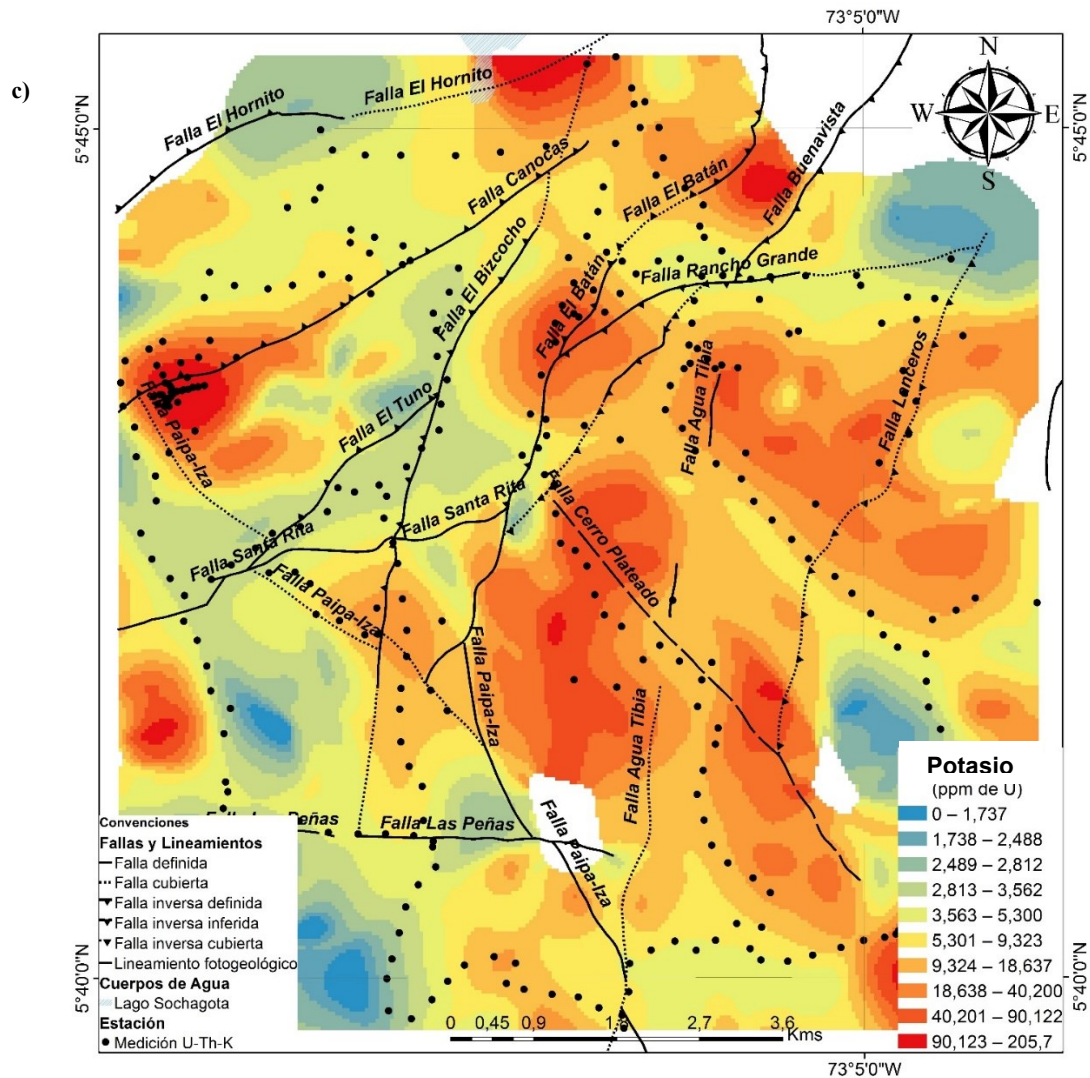 73°5'0"W
c)
N
W
E
S
5°45'0"N
5°45'0"N
Falla El Hornito
Falla El Hornito
Falla Canocas
Falla El Batán
Falla Buenavista
Falla El Bizcocho
Falla Rancho Grande
Falla El Batán
Falla Lanceros
Falla Paipa-Iza
Falla El Tuno
Falla Agua Tibia
Falla Santa Rita
Falla Cerro Plateado
Falla Santa Rita
Falla Paipa-Iza
Falla Paipa-Iza
Falla Agua Tibia
Falla Las Peñas
Peñas
Falla Paipa-Iza
Potasio
(ppm de U)
0 – 1,737
1,738 – 2,488
2,489 – 2,812
2,813 – 3,562
3,563 – 5,300
5,301 – 9,323
9,324 – 18,637
18,638 – 40,200
40,201 – 90,122
90,123 – 205,7
Convenciones
Fallas y Lineamientos
Falla definida
Falla cubierta
Falla inversa definida
Falla inversa inferida
Falla inversa cubierta
Lineamiento fotogeológico
Cuerpos de Agua
Lago Sochagota
Estación
Medición U-Th-K
0 0,45 0,9 1,8 2,7 3,6
Kms
5°40'0"N
5°40'0"N
73°5'0"W